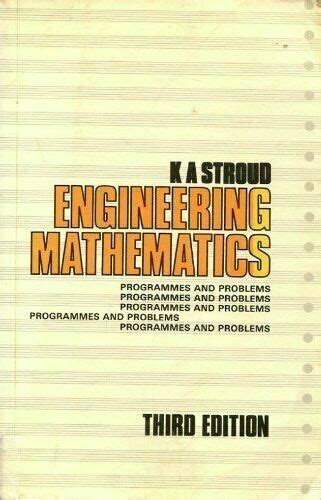 K A STROUD
ENGINEERING
MATHEMATICS
PROGRAMMES AND PROBLEMS
PROGRAMMES AND PROBLEMS
PROGRAMMES AND PROBLEMS
PROGRAMMES AND PROBLEMS
PROGRAMMES AND PROBLEMS
THIRD EDITION